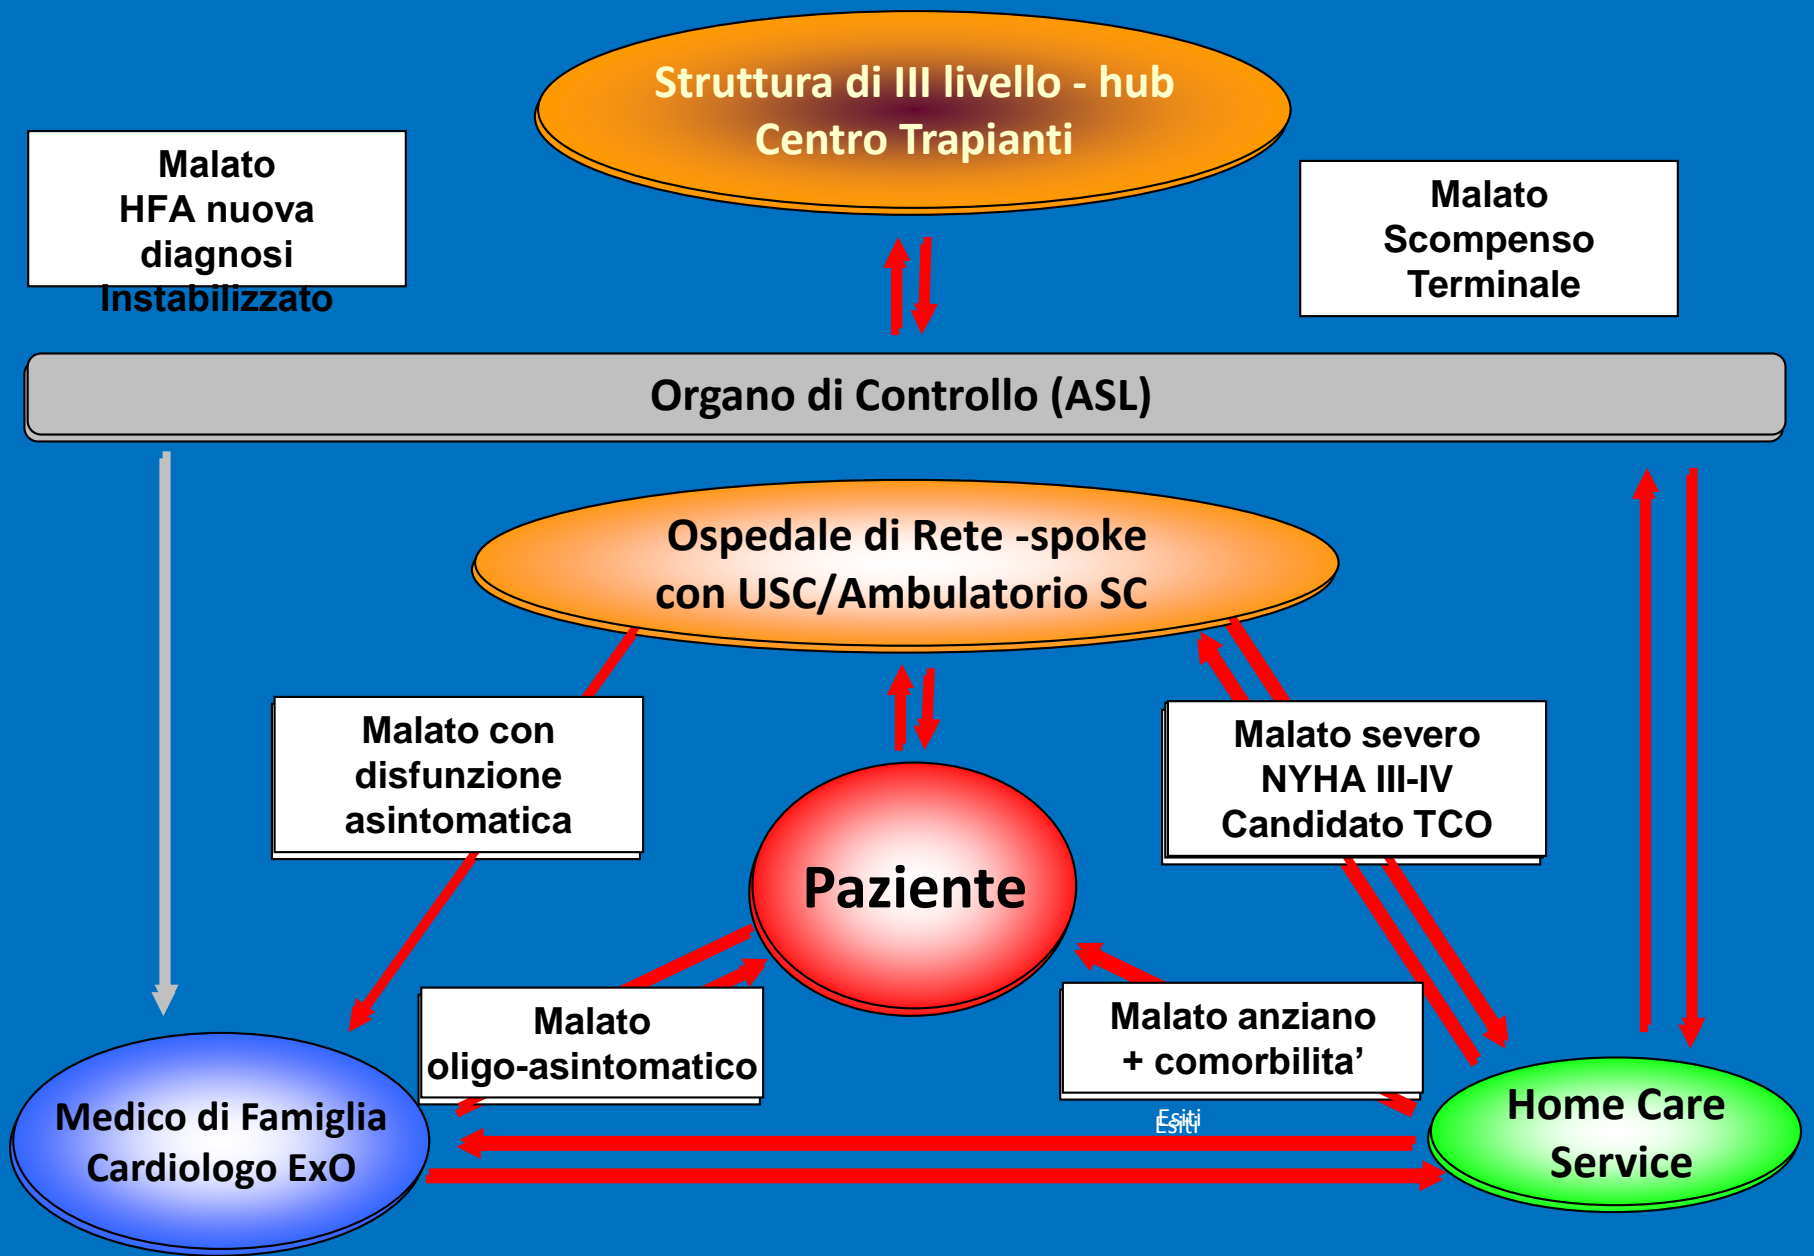 Struttura di III livello - hub
Centro Trapianti
Malato
HFA nuova
diagnosi
Instabilizzato
Malato
Scompenso
Terminale
Organo di Controllo (ASL)
Ospedale di Rete -spoke
con USC/Ambulatorio SC
Malato con
disfunzione
asintomatica
Malato severo
NYHA III-IV
Candidato TCO
Paziente
Malato
oligo-asintomatico
Malato anziano
+ comorbilita’
Medico di Famiglia
Cardiologo ExO
Esiti
Esiti
Home Care
Service